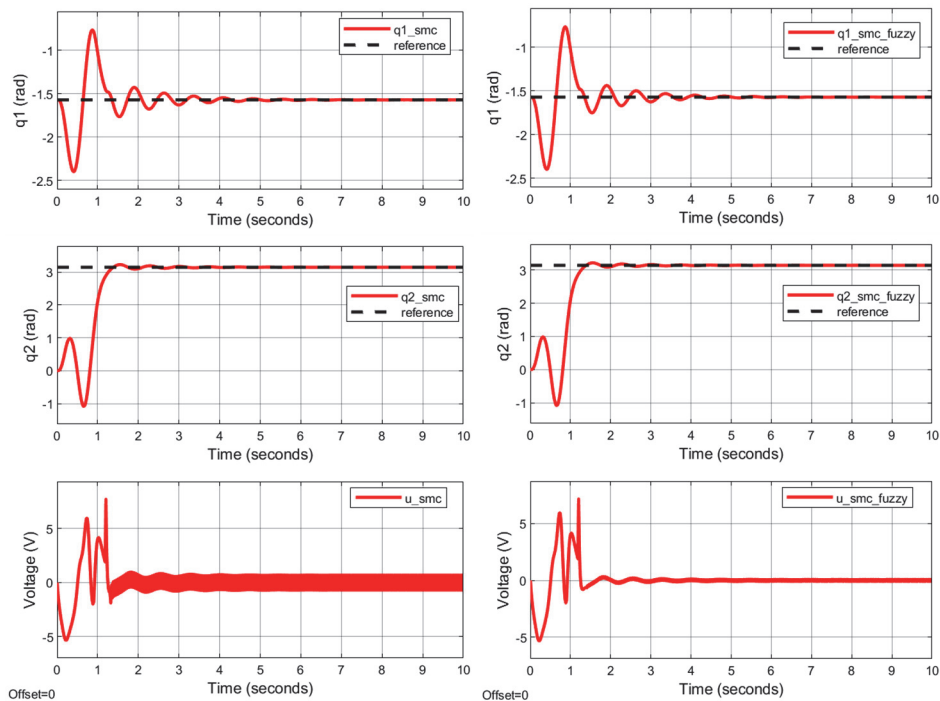 q1_smc
reference
-1
-1.5
-2
-2.5
q1 (rad)
0 1 2 3 4 5 6 7 8 9 10
Time (seconds)
q1_smc_fuzzy
reference
-1
-1.5
-2
-2.5
q1 (rad)
0 1 2 3 4 5 6 7 8 9 10
Time (seconds)
q2_smc
reference
3
2
1
0
-1
q2 (rad)
0 1 2 3 4 5 6 7 8 9 10
Time (seconds)
q2_smc_fuzzy
reference
3
2
1
0
-1
q2 (rad)
0 1 2 3 4 5 6 7 8 9 10
Time (seconds)
u_smc
5
0
-5
Voltage (V)
0 1 2 3 4 5 6 7 8 9 10
Time (seconds)
Offset=0
u_smc_fuzzy
5
0
-5
Voltage (V)
0 1 2 3 4 5 6 7 8 9 10
Time (seconds)
Offset=0